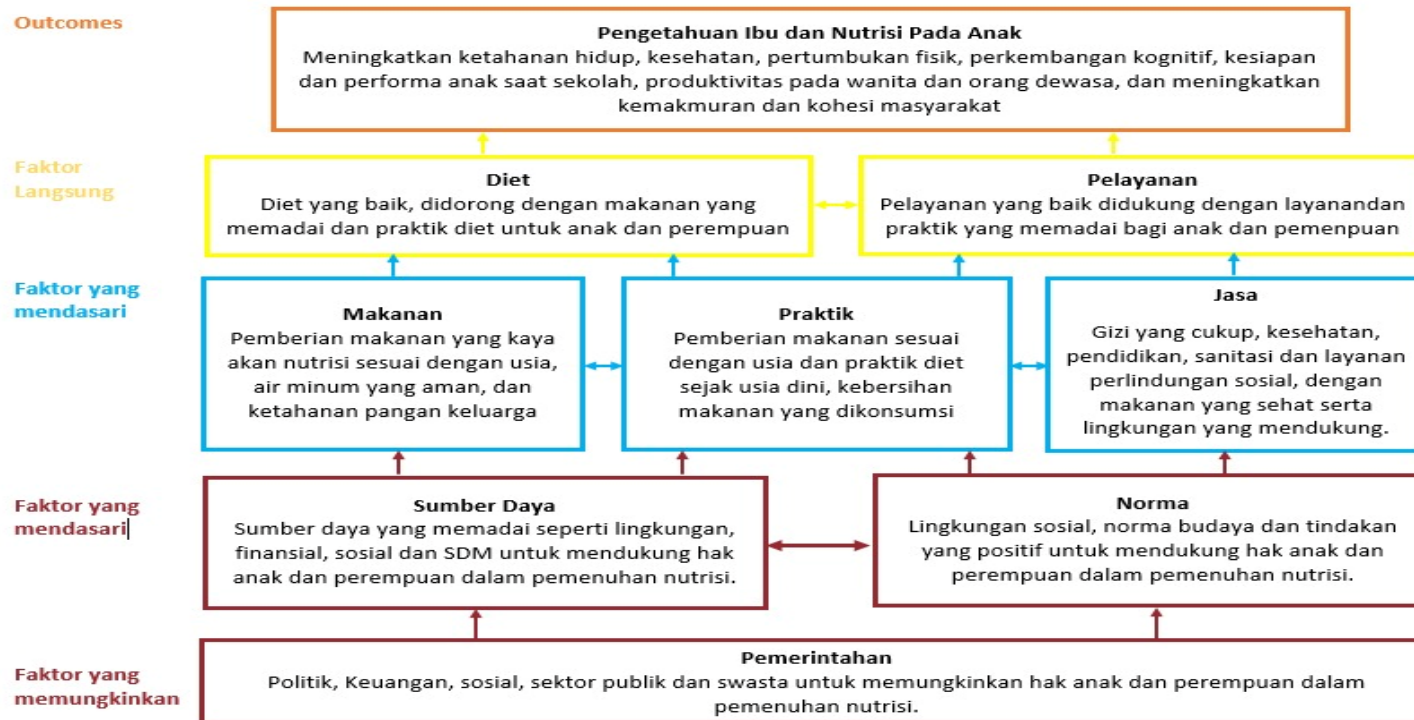 Outcomes
Pengetahuan Ibu dan Nutrisi Pada Anak
Meningkatkan ketahanan hidup, kesehatan, pertumbukan fisik, perkembangan kognitif, kesiapan
dan performa anak saat sekolah, produktivitas pada wanita dan orang dewasa, dan meningkatkan
kemakmuran dan kohesi masyarakat
Faktor
Langsung
Diet
Diet yang baik, didorong dengan makanan yang
memadai dan praktik diet untuk anak dan perempuan
Pelayanan
Pelayanan yang baik didukung dengan layanandan
praktik yang memadai bagi anak dan pemenpuan
Faktor yang
mendasari
Makanan
Pemberian makanan yang kaya
akan nutrisi sesuai dengan usia,
air minum yang aman, dan
ketahanan pangan keluarga
Praktik
Pemberian makanan sesuai
dengan usia dan praktik diet
sejak usia dini, kebersihan
makanan yang dikonsumsi
Jasa
Gizi yang cukup, kesehatan,
pendidikan, sanitasi dan layanan
perlindungan sosial, dengan
makanan yang sehat serta
lingkungan yang mendukung.
Faktor yang
mendasari
Sumber Daya
Sumber daya yang memadai seperti lingkungan,
finansial, sosial dan SDM untuk mendukung hak
anak dan perempuan dalam pemenuhan nutrisi.
Norma
Lingkungan sosial, norma budaya dan tindakan
yang positif untuk mendukung hak anak dan
perempuan dalam pemenuhan nutrisi.
Faktor yang
memungkinkan
Pemerintahan
Politik, Keuangan, sosial, sektor publik dan swasta untuk memungkinkan hak anak dan perempuan dalam
pemenuhan nutrisi.